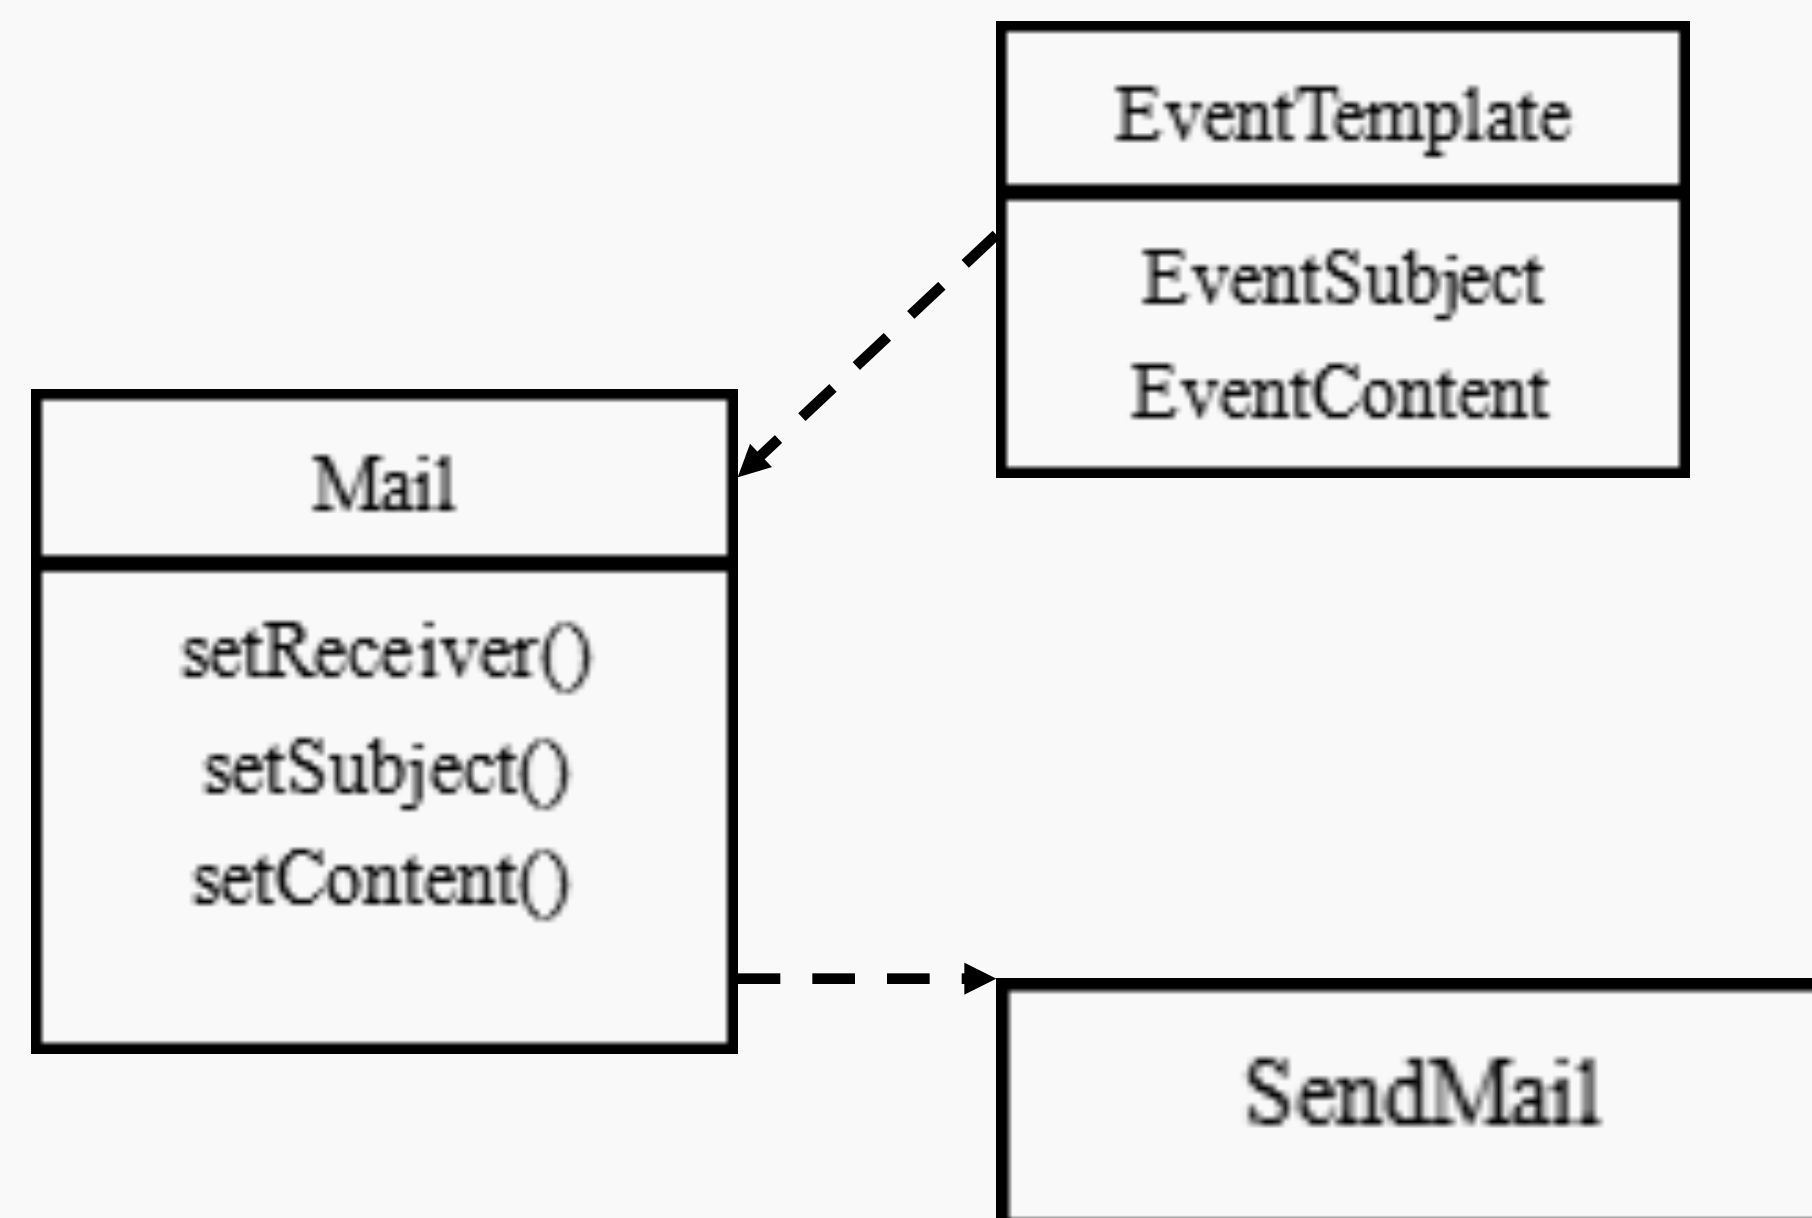 EventTemplate
EventSubject
EventContent
Mail
setReceiver()
setSubject()
setContent()
SendMail